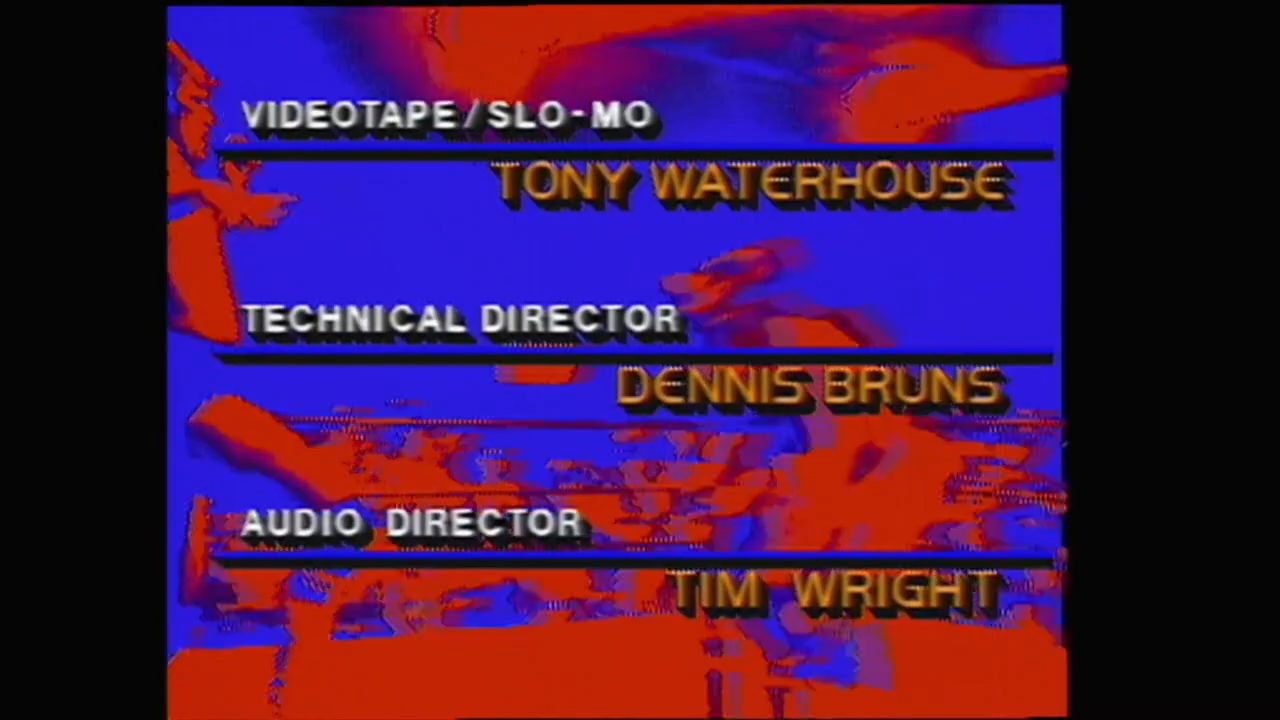 VIDEOTAPE/SLO-MO
TONY WATERHOUSE
TECHNICAL DIRECTOR
DENNIS BRUNS
AUDIO DIRECTOR
TIM WRIGHT